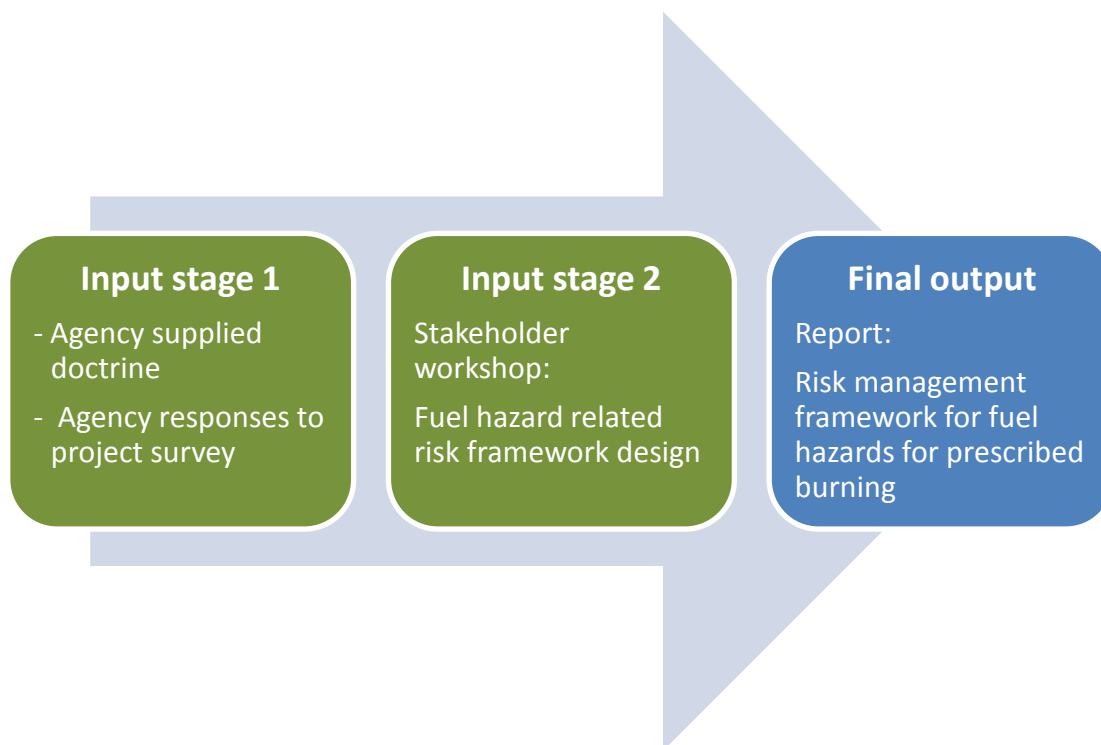 Input stage 1
- Agency supplied
doctrine
- Agency responses to
project survey
Input stage 2
Stakeholder
workshop:
Fuel hazard related
risk framework design
Final output
Report:
Risk management
framework for fuel
hazards for prescribed
burning